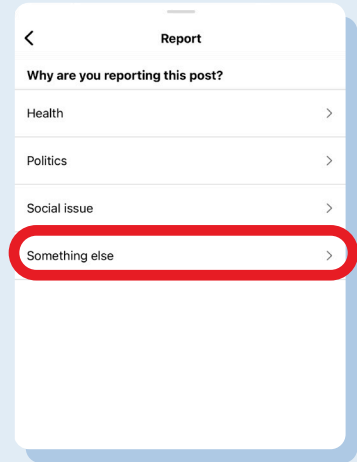 Report
Why are you reporting this post?
Health
Politics
Social issue
Something else